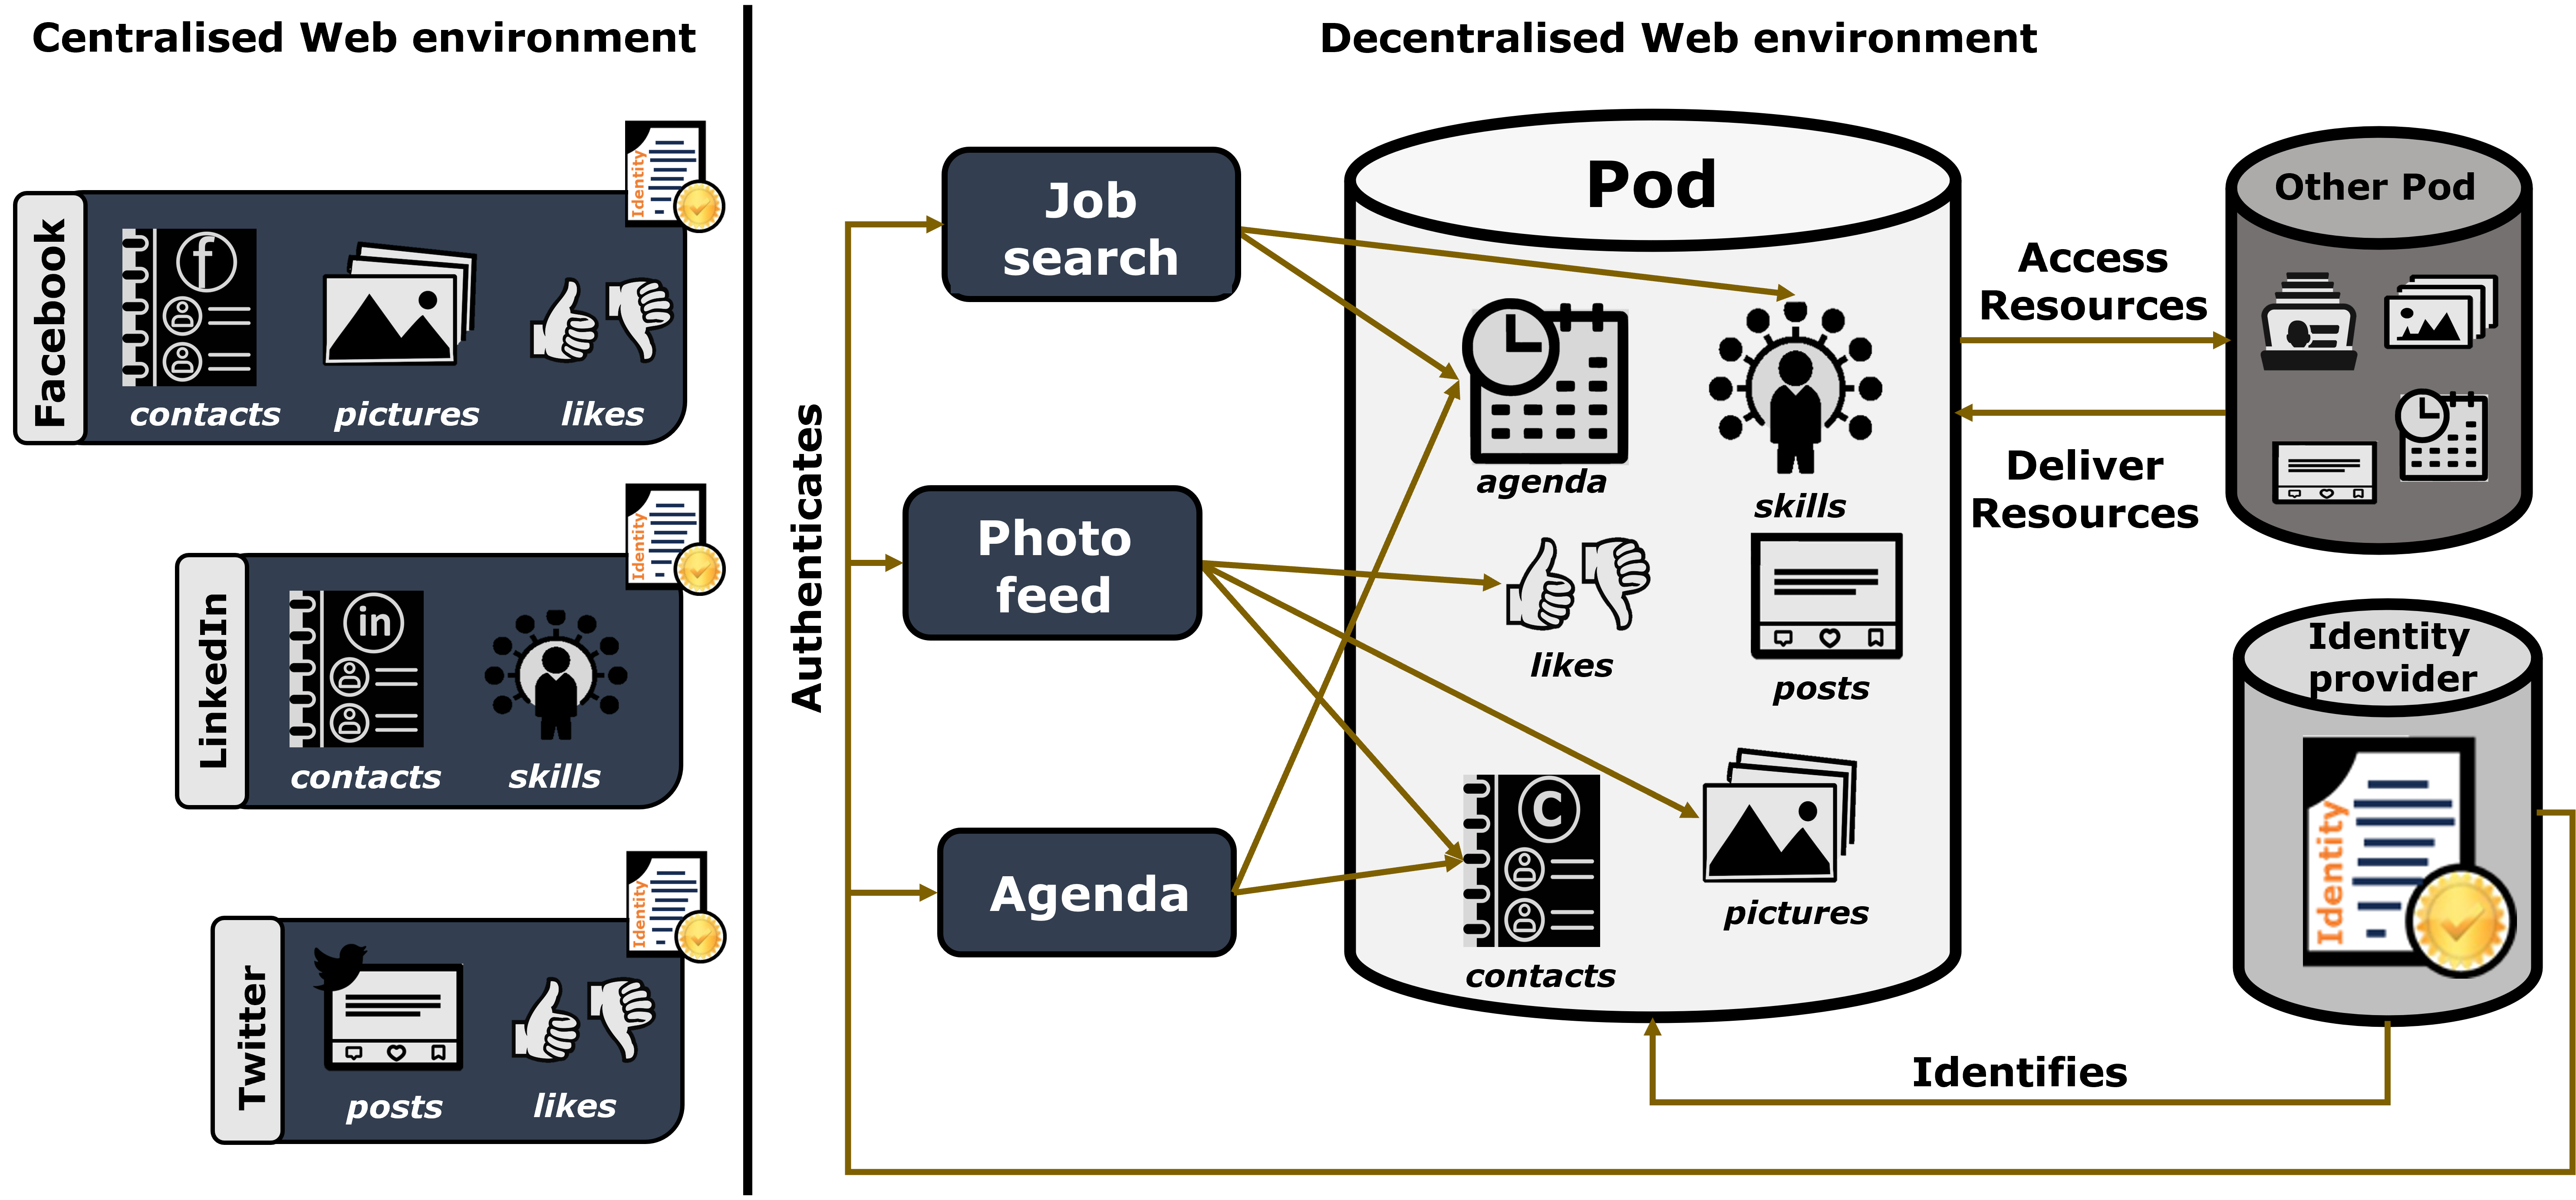 Centralised Web environment
Identity
Facebook
f
contacts
pictures
likes
Identity
LinkedIn
in
contacts
skills
Identity
Twitter
posts
likes
Decentralised Web environment
Authenticates
Job
search
Photo
feed
Agenda
Pod
agenda
skills
likes
posts
C
contacts
pictures
Access
Resources
Deliver
Resources
Other Pod
Identity
provider
Identity
Identifies